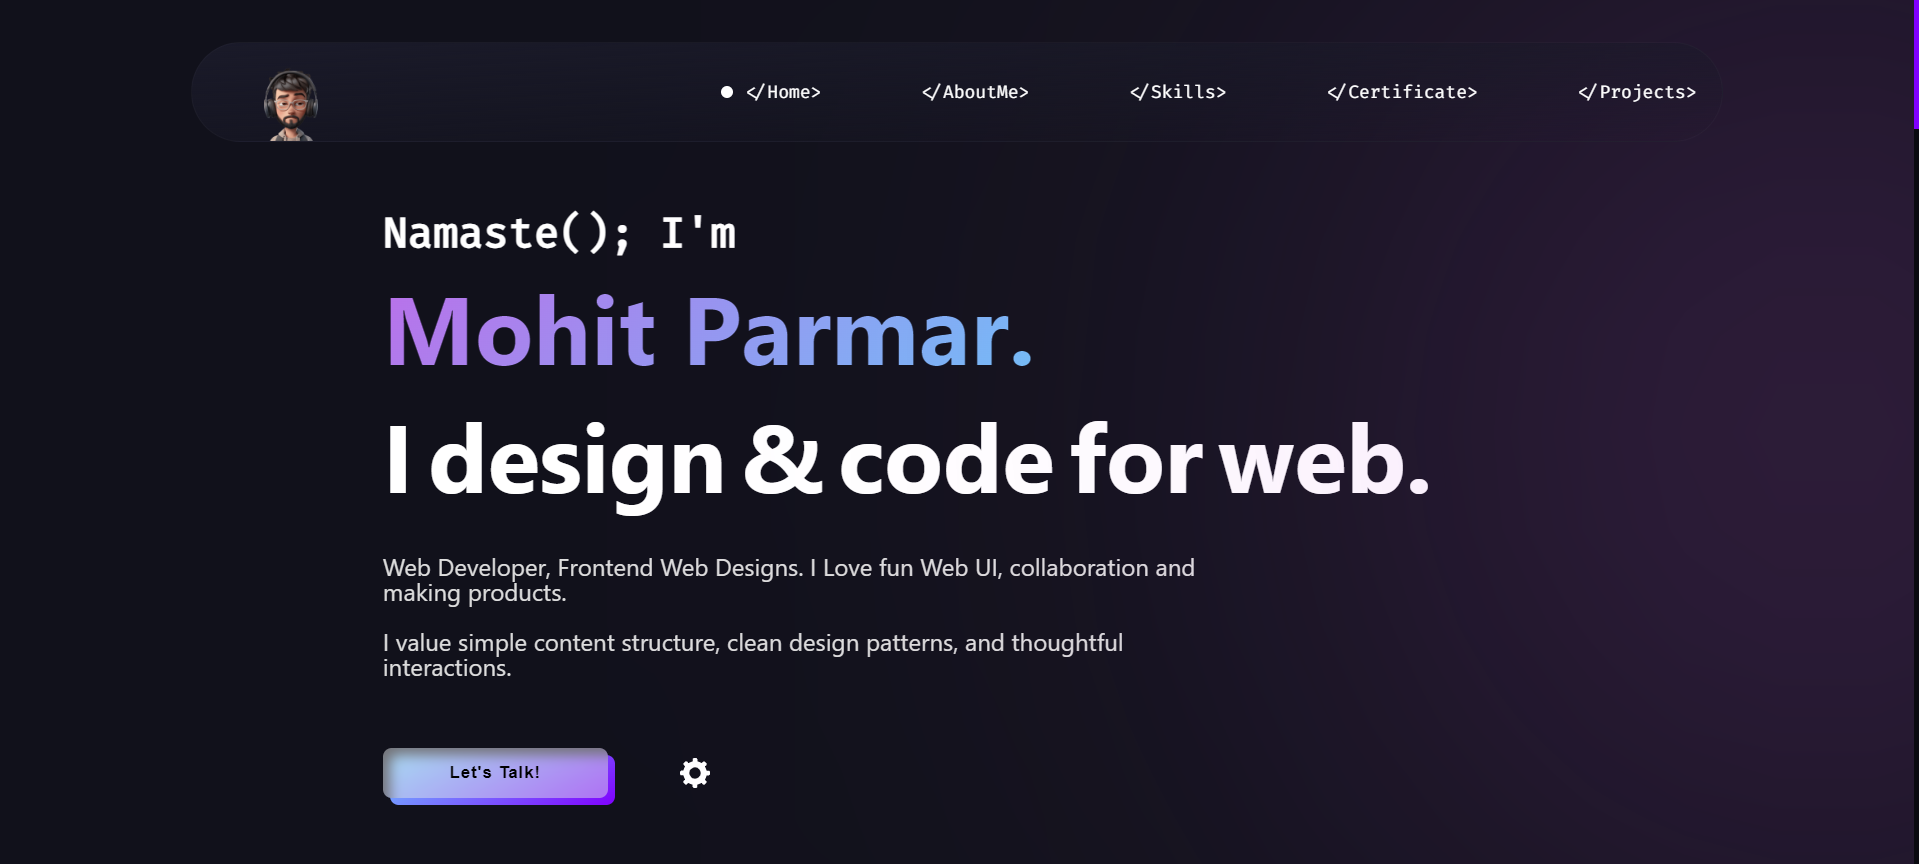 </Home> </AboutMe> </Skills> </Certificate> </Projects>
Namaste(); I'm
Mohit Parmar.
I design & code for web.
Web Developer, Frontend Web Designs. I Love fun Web UI, collaboration and
making products.
I value simple content structure, clean design patterns, and thoughtful
interactions.
Let's Talk!